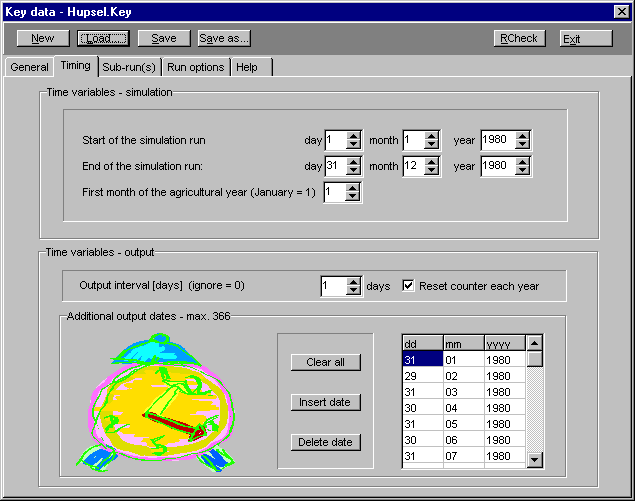 Key data - Hupsel.Key
New Load... Save Save as... RCheck Exit
General Timing Sub-run(s) Run options Help
Time variables - simulation
Start of the simulation run day 1 month 1 year 1980
End of the simulation run: day 31 month 12 year 1980
First month of the agricultural year (January = 1) 1
Time variables - output
Output interval [days] (ignore = 0) 1 days Reset counter each year
Additional output dates - max. 366
Clear all
Insert date
Delete date
dd mm yyyy
31 01 1980
29 02 1980
31 03 1980
30 04 1980
31 05 1980
30 06 1980
31 07 1980